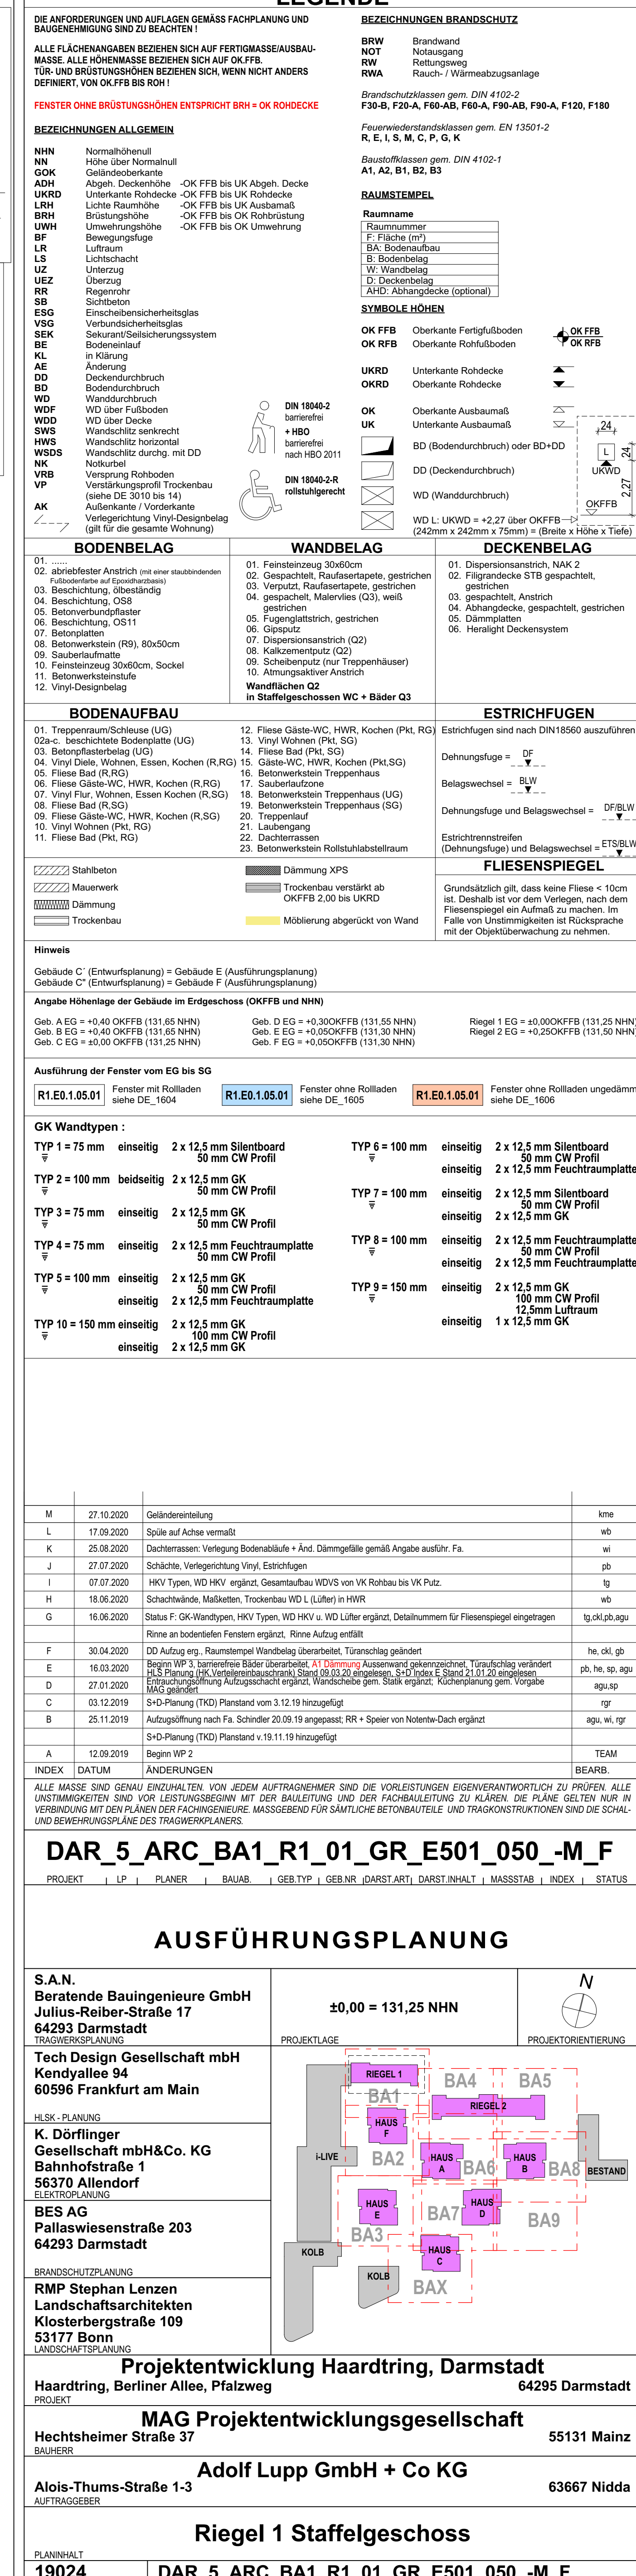 LEGENDE
DIE ANFORDERUNGEN UND AUFLAGEN GEMÄSS FACHPLANUNG UND
BAUGENEHMIGUNG SIND ZU BEACHTEN !
ALLE FLÄCHENANGABEN BEZIEHEN SICH AUF FERTIGMASSE/AUSBAU-
MASSE. ALLE HÖHENMASSE BEZIEHEN SICH AUF OK.FFB.
TÜR- UND BRÜSTUNGSHÖHEN BEZIEHEN SICH, WENN NICHT ANDERS
DEFINIERT, VON OK.FFB BIS ROH !
FENSTER OHNE BRÜSTUNGSHÖHEN ENTSPRICHT BRH = OK ROHDECKE
BEZEICHNUNGEN ALLGEMEIN
NHN Normalhöhenull
NN Höhe über Normalnull
GOK Geländeoberkante
ADH Abgeh. Deckenhöhe -OK FFB bis UK Abgeh. Decke
UKRD Unterkante Rohdecke -OK FFB bis UK Rohdecke
LRH Lichte Raumhöhe -OK FFB bis UK Ausbamaß
BRH Brüstungshöhe -OK FFB bis OK Rohbrüstung
UWH Umwehrungshöhe -OK FFB bis OK Umwehrung
BF Bewegungsfuge
LR Luftraum
LS Lichtschacht
UZ Unterzug
UEZ Überzug
RR Regenrohr
SB Sichtbeton
ESG Einscheibensicherheitsglas
VSG Verbundsicherheitsglas
SEK Sekurant/Seilsicherungssystem
BE Bodeneinlauf
KL in Klärung
AE Änderung
DD Deckendurchbruch
BD Bodendurchbruch
WD Wanddurchbruch
WDF WD über Fußboden
WDD WD über Decke
SWS Wandschlitz senkrecht
HWS Wandschlitz horizontal
WSDS Wandschlitz durchg. mit DD
NK Notkurbel
VRB Versprung Rohboden
VP Verstärkungsprofil Trockenbau
(siehe DE 3010 bis 14)
AK Außenkante / Vorderkante
Verlegerichtung Vinyl-Designbelag
(gilt für die gesamte Wohnung)
DIN 18040-2
barrierefrei
+ HBO
barrierefrei
nach HBO 2011
DIN 18040-2-R
rollstuhlgerecht
BEZEICHNUNGEN BRANDSCHUTZ
BRW Brandwand
NOT Notausgang
RW Rettungsweg
RWA Rauch- / Wärmeabzugsanlage
Brandschutzklassen gem. DIN 4102-2
F30-B, F20-A, F60-AB, F60-A, F90-AB, F90-A, F120, F180
Feuerwiederstandsklassen gem. EN 13501-2
R, E, I, S, M, C, P, G, K
Baustoffklassen gem. DIN 4102-1
A1, A2, B1, B2, B3
RAUMSTEMPEL
Raumname
Raumnummer
F: Fläche (m²)
BA: Bodenaufbau
B: Bodenbelag
W: Wandbelag
D: Deckenbelag
AHD: Abhangdecke (optional)
SYMBOLE HÖHEN
OK FFB Oberkante Fertigfußboden OK FFB
OK RFB Oberkante Rohfußboden OK RFB
UKRD Unterkante Rohdecke
OKRD Oberkante Rohdecke
OK Oberkante Ausbaumaß
UK Unterkante Ausbaumaß
BD (Bodendurchbruch) oder BD+DD
DD (Deckendurchbruch)
WD (Wanddurchbruch)
WD L: UKWD = +2,27 über OKFFB
(242mm x 242mm x 75mm) = (Breite x Höhe x Tiefe)
24
L
24
UKWD
2,27
OKFFB
BODENBELAG
01. ......
02. abriebfester Anstrich (mit einer staubbindenden
Fußbodenfarbe auf Epoxidharzbasis)
03. Beschichtung, ölbeständig
04. Beschichtung, OS8
05. Betonverbundpflaster
06. Beschichtung, OS11
07. Betonplatten
08. Betonwerkstein (R9), 80x50cm
09. Sauberlaufmatte
10. Feinsteinzeug 30x60cm, Sockel
11. Betonwerksteinstufe
12. Vinyl-Designbelag
WANDBELAG
01. Feinsteinzeug 30x60cm
02. Gespachtelt, Raufasertapete, gestrichen
03. Verputzt, Raufasertapete, gestrichen
04. gespachelt, Malervlies (Q3), weiß
gestrichen
05. Fugenglattstrich, gestrichen
06. Gipsputz
07. Dispersionsanstrich (Q2)
08. Kalkzementputz (Q2)
09. Scheibenputz (nur Treppenhäuser)
10. Atmungsaktiver Anstrich
Wandflächen Q2
in Staffelgeschossen WC + Bäder Q3
DECKENBELAG
01. Dispersionsanstrich, NAK 2
02. Filigrandecke STB gespachtelt,
gestrichen
03. gespachtelt, Anstrich
04. Abhangdecke, gespachtelt, gestrichen
05. Dämmplatten
06. Heralight Deckensystem
BODENAUFBAU
01. Treppenraum/Schleuse (UG)
02a-c. beschichtete Bodenplatte (UG)
03. Betonpflasterbelag (UG)
04. Vinyl Diele, Wohnen, Essen, Kochen (R,RG)
05. Fliese Bad (R,RG)
06. Fliese Gäste-WC, HWR, Kochen (R,RG)
07. Vinyl Flur, Wohnen, Essen Kochen (R,SG)
08. Fliese Bad (R,SG)
09. Fliese Gäste-WC, HWR, Kochen (R,SG)
10. Vinyl Wohnen (Pkt, RG)
11. Fliese Bad (Pkt, RG)
12. Fliese Gäste-WC, HWR, Kochen (Pkt, RG)
13. Vinyl Wohnen (Pkt, SG)
14. Fliese Bad (Pkt, SG)
15. Gäste-WC, HWR, Kochen (Pkt,SG)
16. Betonwerkstein Treppenhaus
17. Sauberlaufzone
18. Betonwerkstein Treppenhaus (UG)
19. Betonwerkstein Treppenhaus (SG)
20. Treppenlauf
21. Laubengang
22. Dachterrassen
23. Betonwerkstein Rollstuhlabstellraum
ESTRICHFUGEN
Estrichfugen sind nach DIN18560 auszuführen
Dehnungsfuge = DF
Belagswechsel = BLW
Dehnungsfuge und Belagswechsel = DF/BLW
Estrichtrennstreifen
(Dehnungsfuge) und Belagswechsel = ETS/BLW
Stahlbeton
Mauerwerk
Dämmung
Trockenbau
Dämmung XPS
Trockenbau verstärkt ab
OKFFB 2,00 bis UKRD
Möblierung abgerückt von Wand
FLIESENSPIEGEL
Grundsätzlich gilt, dass keine Fliese < 10cm
ist. Deshalb ist vor dem Verlegen, nach dem
Fliesenspiegel ein Aufmaß zu machen. Im
Falle von Unstimmigkeiten ist Rücksprache
mit der Objektüberwachung zu nehmen.
Hinweis
Gebäude C´ (Entwurfsplanung) = Gebäude E (Ausführungsplanung)
Gebäude C" (Entwurfsplanung) = Gebäude F (Ausführungsplanung)
Angabe Höhenlage der Gebäude im Erdgeschoss (OKFFB und NHN)
Geb. A EG = +0,40 OKFFB (131,65 NHN) Geb. D EG = +0,30OKFFB (131,55 NHN) Riegel 1 EG = ±0,00OKFFB (131,25 NHN)
Geb. B EG = +0,40 OKFFB (131,65 NHN) Geb. E EG = +0,05OKFFB (131,30 NHN) Riegel 2 EG = +0,25OKFFB (131,50 NHN)
Geb. C EG = ±0,00 OKFFB (131,25 NHN) Geb. F EG = +0,05OKFFB (131,30 NHN)
Ausführung der Fenster vom EG bis SG
R1.E0.1.05.01 Fenster mit Rollladen
siehe DE_1604
R1.E0.1.05.01 Fenster ohne Rollladen
siehe DE_1605
R1.E0.1.05.01 Fenster ohne Rollladen ungedämm
siehe DE_1606
GK Wandtypen :
TYP 1 = 75 mm einseitig 2 x 12,5 mm Silentboard
50 mm CW Profil
TYP 2 = 100 mm beidseitig 2 x 12,5 mm GK
50 mm CW Profil
TYP 3 = 75 mm einseitig 2 x 12,5 mm GK
50 mm CW Profil
TYP 4 = 75 mm einseitig 2 x 12,5 mm Feuchtraumplatte
50 mm CW Profil
TYP 5 = 100 mm einseitig 2 x 12,5 mm GK
50 mm CW Profil
einseitig 2 x 12,5 mm Feuchtraumplatte
TYP 10 = 150 mm einseitig 2 x 12,5 mm GK
100 mm CW Profil
einseitig 2 x 12,5 mm GK
TYP 6 = 100 mm einseitig 2 x 12,5 mm Silentboard
50 mm CW Profil
einseitig 2 x 12,5 mm Feuchtraumplatte
TYP 7 = 100 mm einseitig 2 x 12,5 mm Silentboard
50 mm CW Profil
einseitig 2 x 12,5 mm GK
TYP 8 = 100 mm einseitig 2 x 12,5 mm Feuchtraumplatte
50 mm CW Profil
einseitig 2 x 12,5 mm Feuchtraumplatte
TYP 9 = 150 mm einseitig 2 x 12,5 mm GK
100 mm CW Profil
12,5mm Luftraum
einseitig 1 x 12,5 mm GK
M 27.10.2020 Geländereinteilung kme
L 17.09.2020 Spüle auf Achse vermaßt wb
K 25.08.2020 Dachterrassen: Verlegung Bodenabläufe + Änd. Dämmgefälle gemäß Angabe ausführ. Fa. wi
J 27.07.2020 Schächte, Verlegerichtung Vinyl, Estrichfugen pb
I 07.07.2020 HKV Typen, WD HKV ergänzt, Gesamtaufbau WDVS von VK Rohbau bis VK Putz. tg
H 18.06.2020 Schachtwände, Maßketten, Trockenbau WD L (Lüfter) in HWR wb
G 16.06.2020 Status F: GK-Wandtypen, HKV Typen, WD HKV u. WD Lüfter ergänzt, Detailnummern für Fliesenspiegel eingetragen tg,ckl,pb,agu
Rinne an bodentiefen Fenstern ergänzt, Rinne Aufzug entfällt
F 30.04.2020 DD Aufzug erg., Raumstempel Wandbelag überarbeitet, Türanschlag geändert he, ckl, gb
E 16.03.2020 Beginn WP 3, barrierefreie Bäder überarbeitet, A1 Dämmung Aussenwand gekennzeichnet, Türaufschlag verändert
HLS Planung (HK,Verteilereinbauschrank) Stand 09.03.20 eingelesen, S+D Index E Stand 21.01.20 eingelesen pb, he, sp, agu
D 27.01.2020 Entrauchungsöffnung Aufzugsschacht ergänzt, Wandscheibe gem. Statik ergänzt; Küchenplanung gem. Vorgabe
MAG geändert agu,sp
C 03.12.2019 S+D-Planung (TKD) Planstand vom 3.12.19 hinzugefügt rgr
B 25.11.2019 Aufzugsöffnung nach Fa. Schindler 20.09.19 angepasst; RR + Speier von Notentw-Dach ergänzt agu, wi, rgr
S+D-Planung (TKD) Planstand v.19.11.19 hinzugefügt
A 12.09.2019 Beginn WP 2 TEAM
INDEX DATUM ÄNDERUNGEN BEARB.
ALLE MASSE SIND GENAU EINZUHALTEN. VON JEDEM AUFTRAGNEHMER SIND DIE VORLEISTUNGEN EIGENVERANTWORTLICH ZU PRÜFEN. ALLE
UNSTIMMIGKEITEN SIND VOR LEISTUNGSBEGINN MIT DER BAULEITUNG UND DER FACHBAULEITUNG ZU KLÄREN. DIE PLÄNE GELTEN NUR IN
VERBINDUNG MIT DEN PLÄNEN DER FACHINGENIEURE. MASSGEBEND FÜR SÄMTLICHE BETONBAUTEILE UND TRAGKONSTRUKTIONEN SIND DIE SCHAL-
UND BEWEHRUNGSPLÄNE DES TRAGWERKPLANERS.
DAR_5_ARC_BA1_R1_01_GR_E501_050_-M_F
PROJEKT LP PLANER BAUAB. GEB.TYP GEB.NR DARST.ART DARST.INHALT MASSSTAB INDEX STATUS
AUSFÜHRUNGSPLANUNG
S.A.N.
Beratende Bauingenieure GmbH
Julius-Reiber-Straße 17
64293 Darmstadt
TRAGWERKSPLANUNG
±0,00 = 131,25 NHN
PROJEKTLAGE
N
PROJEKTORIENTIERUNG
Tech Design Gesellschaft mbH
Kendyallee 94
60596 Frankfurt am Main
HLSK - PLANUNG
K. Dörflinger
Gesellschaft mbH&Co. KG
Bahnhofstraße 1
56370 Allendorf
ELEKTROPLANUNG
BES AG
Pallaswiesenstraße 203
64293 Darmstadt
BRANDSCHUTZPLANUNG
RMP Stephan Lenzen
Landschaftsarchitekten
Klosterbergstraße 109
53177 Bonn
LANDSCHAFTSPLANUNG
RIEGEL 1
BA1
BA4
BA5
RIEGEL 2
HAUS
F
i-LIVE
BA2
HAUS
A
BA6
HAUS
B
BA8
BESTAND
HAUS
E
BA3
BA7
HAUS
D
BA9
KOLB
HAUS
C
KOLB
BAX
Projektentwicklung Haardtring, Darmstadt
Haardtring, Berliner Allee, Pfalzweg 64295 Darmstadt
PROJEKT
MAG Projektentwicklungsgesellschaft
Hechtsheimer Straße 37 55131 Mainz
BAUHERR
Adolf Lupp GmbH + Co KG
Alois-Thums-Straße 1-3 63667 Nidda
AUFTRAGGEBER
Riegel 1 Staffelgeschoss
PLANINHALT
19024 DAR_5_ARC_BA1_R1_01_GR_E501_050_-M_F